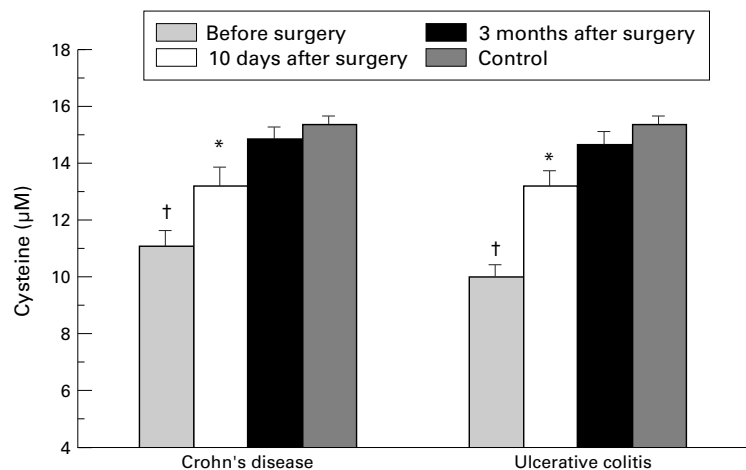 Before surgery
3 months after surgery
10 days after surgery
Control
18
16
14
12
10
8
6
4
Cysteine (µM)
†
*
†
*
Crohn's disease
Ulcerative colitis